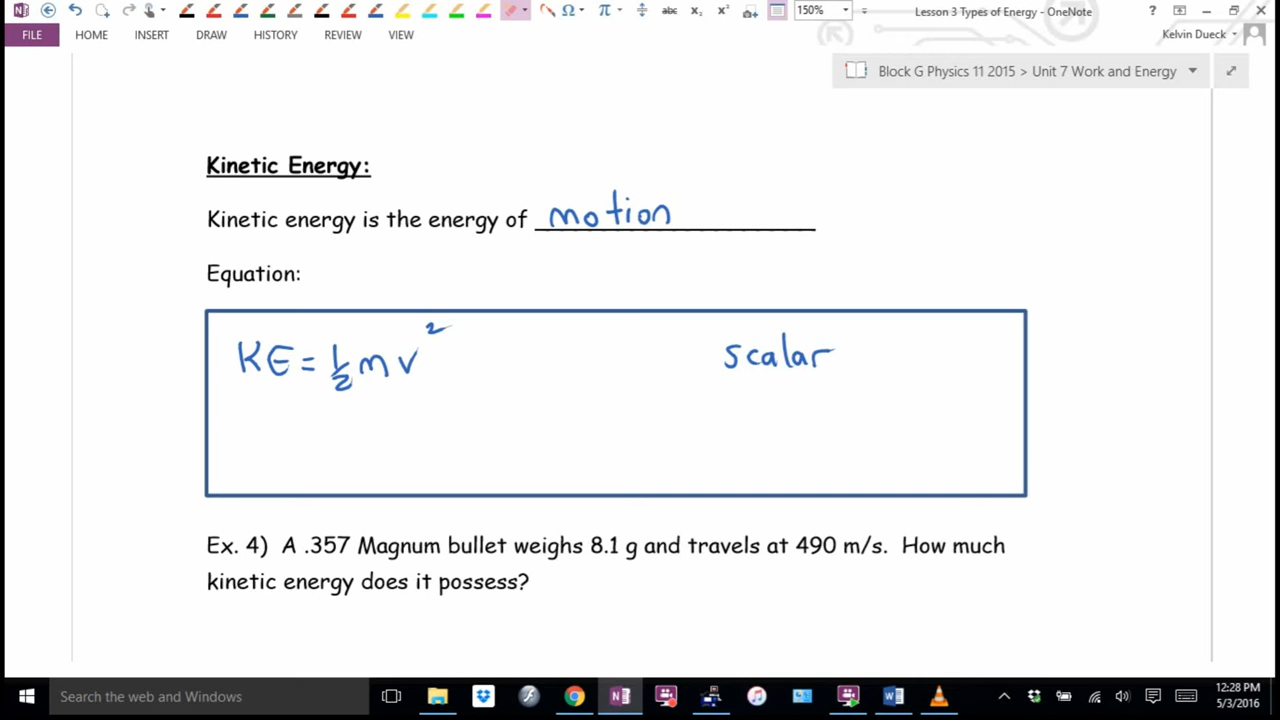 150%
Lesson 3 Types of Energy - OneNote
FILE HOME INSERT DRAW HISTORY REVIEW VIEW
Kelvin Dueck
Block G Physics 11 2015 > Unit 7 Work and Energy
Kinetic Energy:
Kinetic energy is the energy of motion
Equation:
KE = ½mv² scalar
Ex. 4) A .357 Magnum bullet weighs 8.1 g and travels at 490 m/s. How much
kinetic energy does it possess?
Search the web and Windows
12:28 PM
5/3/2016